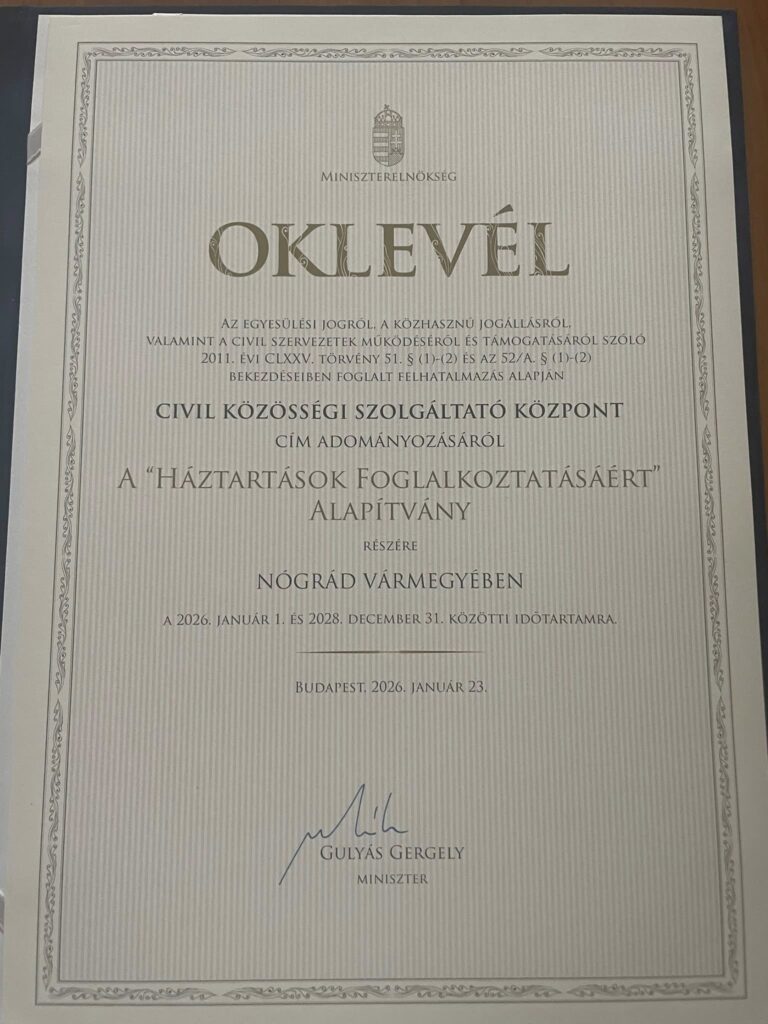 MINISZTERELNÖKSÉG
OKLEVÉL
AZ EGYESÜLÉSI JOGRÓL, A KÖZHASZNÚ JOGÁLLÁSRÓL,
VALAMINT A CIVIL SZERVEZETEK MŰKÖDÉSÉRŐL ÉS TÁMOGATÁSÁRÓL SZÓLÓ
2011. ÉVI CLXXV. TÖRVÉNY 51. § (1)-(2) ÉS AZ 52/A. § (1)-(2)
BEKEZDÉSEIBEN FOGLALT FELHATALMAZÁS ALAPJÁN
CIVIL KÖZÖSSÉGI SZOLGÁLTATÓ KÖZPONT
CÍM ADOMÁNYOZÁSÁRÓL
A "HÁZTARTÁSOK FOGLALKOZTATÁSÁÉRT"
ALAPÍTVÁNY
RÉSZÉRE
NÓGRÁD VÁRMEGYÉBEN
A 2026. JANUÁR 1. ÉS 2028. DECEMBER 31. KÖZÖTTI IDŐTARTAMRA.
BUDAPEST, 2026. JANUÁR 23.
GULYÁS GERGELY
MINISZTER